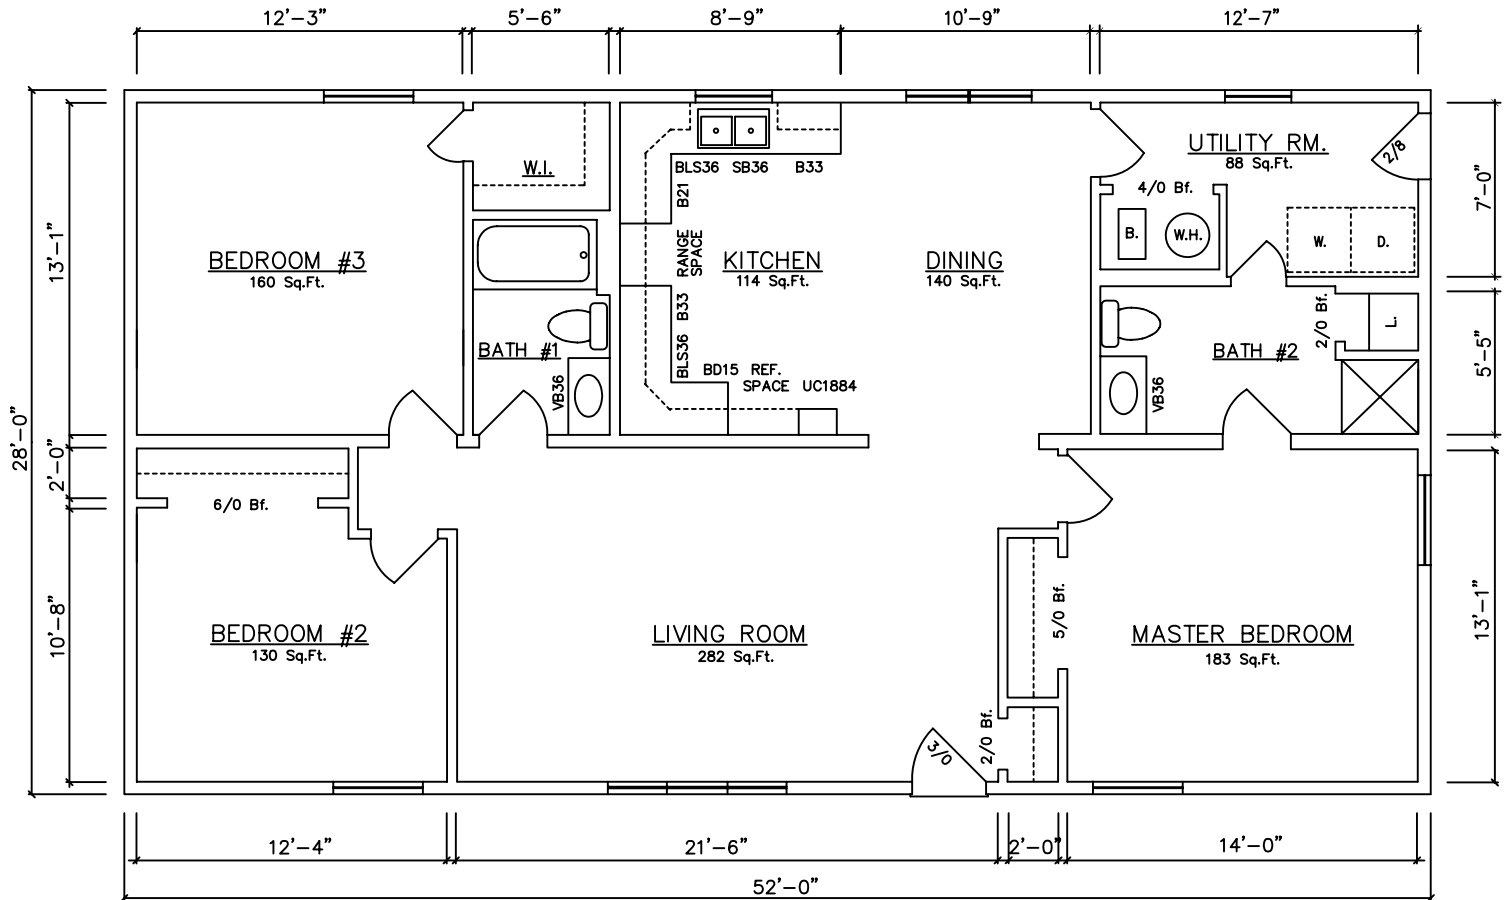 12'-3"
5'-6"
8'-9"
10'-9"
12'-7"
W.I.
BLS36 SB36 B33
B21
UTILITY RM.
88 Sq.Ft.
2/8
4/0 Bf.
7'-0"
13'-1"
BEDROOM #3
160 Sq.Ft.
RANGE
SPACE
KITCHEN
114 Sq.Ft.
DINING
140 Sq.Ft.
B.
W.H.
W.
D.
B33
BLS36
BATH #1
VB36
BD15 REF.
SPACE UC1884
2/0 Bf.
L.
BATH #2
VB36
5'-5"
28'-0"
2'-0"
6/0 Bf.
10'-8"
BEDROOM #2
130 Sq.Ft.
LIVING ROOM
282 Sq.Ft.
5/0 Bf.
MASTER BEDROOM
183 Sq.Ft.
13'-1"
3/0
2/0 Bf.
12'-4"
21'-6"
2'-0"
14'-0"
52'-0"